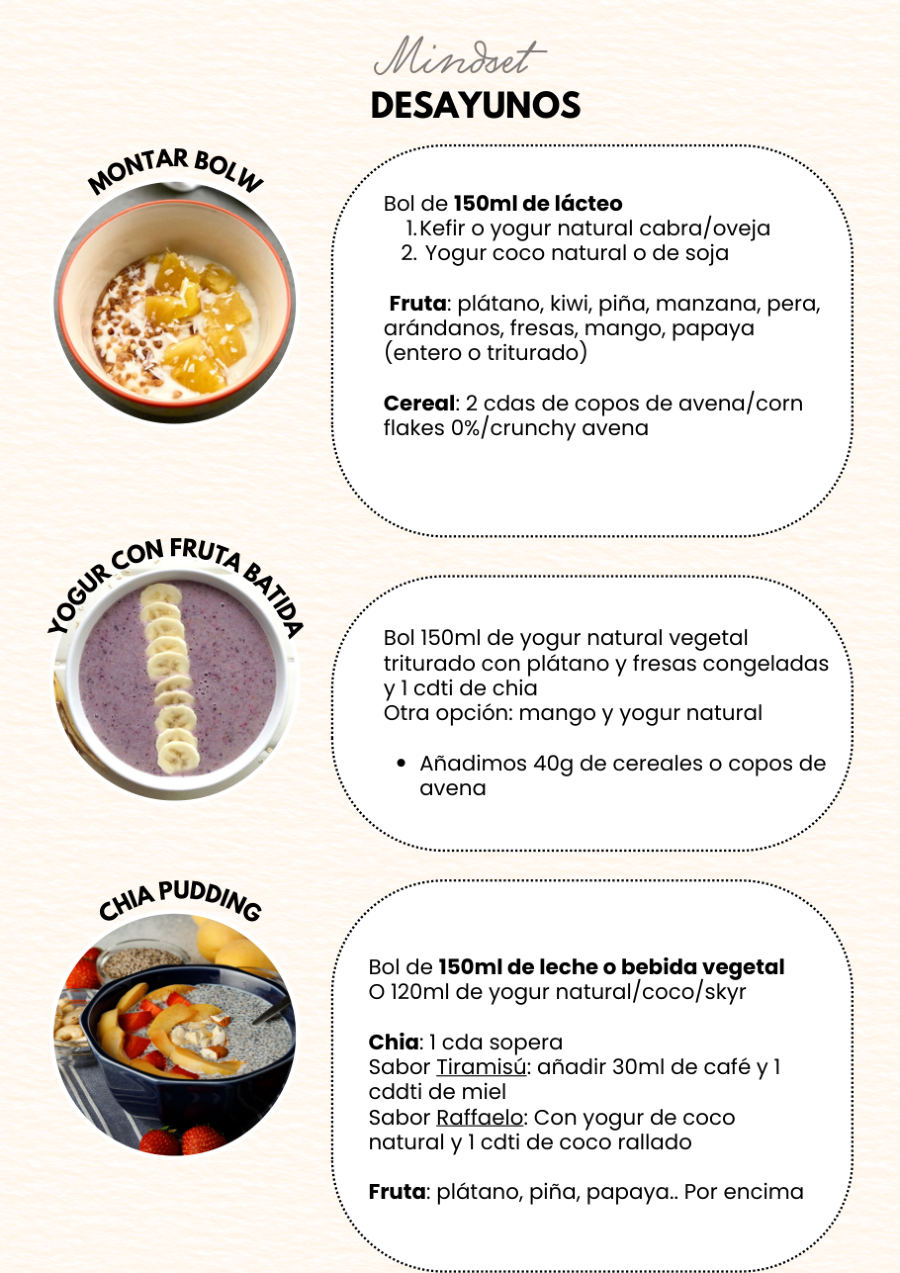 Mindset
DESAYUNOS
MONTAR BOLW
Bol de 150ml de lácteo
1.Kefir o yogur natural cabra/oveja
2. Yogur coco natural o de soja
Fruta: plátano, kiwi, piña, manzana, pera,
arándanos, fresas, mango, papaya
(entero o triturado)
Cereal: 2 cdas de copos de avena/corn
flakes 0%/crunchy avena
YOGUR CON FRUTA BATIDA
Bol 150ml de yogur natural vegetal
triturado con plátano y fresas congeladas
y 1 cdti de chia
Otra opción: mango y yogur natural
• Añadimos 40g de cereales o copos de
avena
CHIA PUDDING
Bol de 150ml de leche o bebida vegetal
O 120ml de yogur natural/coco/skyr
Chia: 1 cda sopera
Sabor Tiramisú: añadir 30ml de café y 1
cddti de miel
Sabor Raffaelo: Con yogur de coco
natural y 1 cdti de coco rallado
Fruta: plátano, piña, papaya.. Por encima